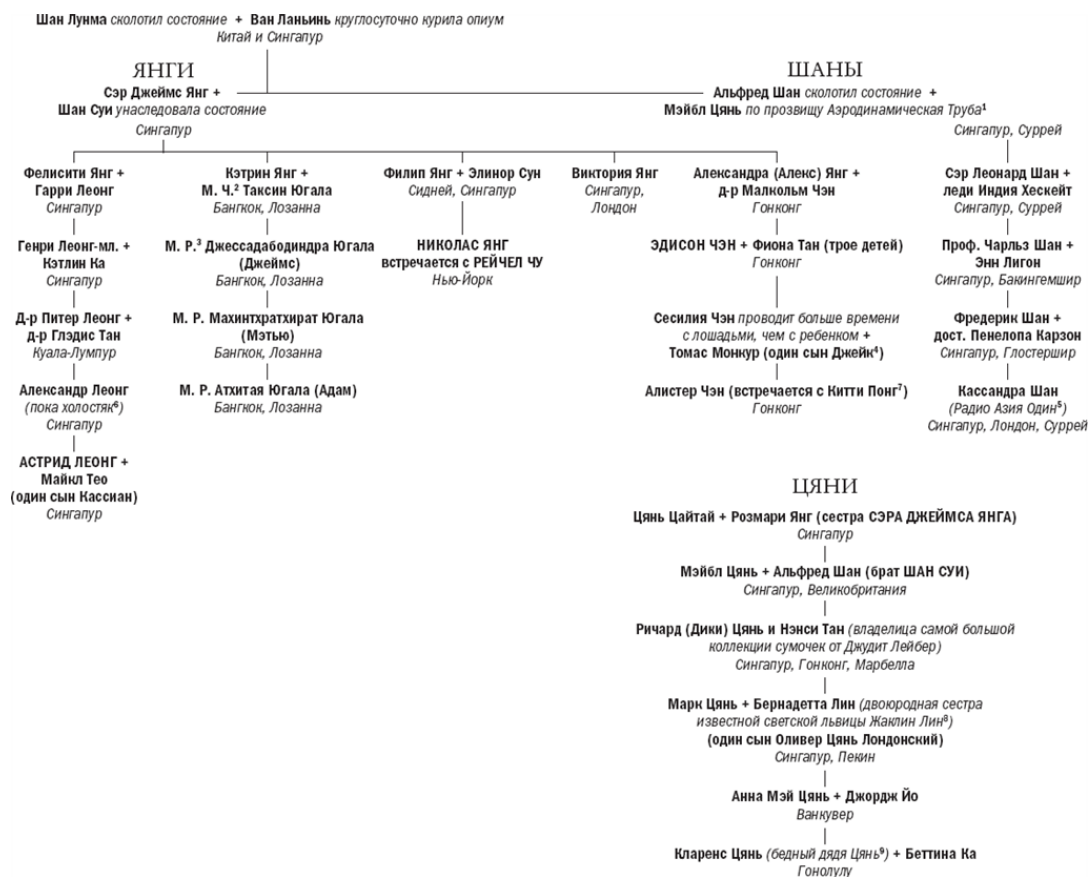 Шан Лунма сколотил состояние + Ван Ланьинь круглосуточно курила опиум
Китай и Сингапур
ЯНГИ
Сэр Джеймс Янг +
Шан Суи унаследовала состояние
Сингапур
ШАНЫ
Альфред Шан сколотил состояние +
Мэйбл Цянь по прозвищу Аэродинамическая Труба¹
Сингапур, Суррей
Фелисити Янг +
Гарри Леонг
Сингапур
Генри Леонг-мл. +
Кэтлин Ка
Сингапур
Д-р Питер Леонг +
д-р Глэдис Тан
Куала-Лумпур
Александр Леонг
(пока холостяк⁶)
Сингапур
АСТРИД ЛЕОНГ +
Майкл Тео
(один сын Кассиан)
Сингапур
Кэтрин Янг +
М. Ч.² Таксин Югала
Бангкок, Лозанна
М. Р.³ Джессадабодиндра Югала
(Джеймс)
Бангкок, Лозанна
М. Р. Махинтхратхират Югала
(Мэтью)
Бангкок, Лозанна
М. Р. Атхитая Югала (Адам)
Бангкок, Лозанна
Филип Янг + Элинор Сун
Сидней, Сингапур
НИКОЛАС ЯНГ
встречается с РЕЙЧЕЛ ЧУ
Нью-Йорк
Виктория Янг
Сингапур,
Лондон
Александра (Алекс) Янг +
д-р Малкольм Чэн
Гонконг
ЭДИСОН ЧЭН + Фиона Тан (трое детей)
Гонконг
Сесилия Чэн проводит больше времени
с лошадьми, чем с ребенком +
Томас Монкур (один сын Джейк⁴)
Алистер Чэн (встречается с Китти Понг⁷)
Гонконг
Сэр Леонард Шан +
леди Индия Хескейт
Сингапур, Суррей
Проф. Чарльз Шан +
Энн Лигон
Сингапур, Бакингемшир
Фредерик Шан +
дост. Пенелопа Карзон
Сингапур, Глостершир
Кассандра Шан
(Радио Азия Один⁵)
Сингапур, Лондон, Суррей
ЦЯНИ
Цянь Цайтай + Розмари Янг (сестра СЭРА ДЖЕЙМСА ЯНГА)
Сингапур
Мэйбл Цянь + Альфред Шан (брат ШАН СУИ)
Сингапур, Великобритания
Ричард (Дики) Цянь и Нэнси Тан (владелица самой большой
коллекции сумочек от Джудит Лейбер)
Сингапур, Гонконг, Марбелла
Марк Цянь + Бернадетта Лин (двоюродная сестра
известной светской львицы Жаклин Лин⁸)
(один сын Оливер Цянь Лондонский)
Сингапур, Пекин
Анна Мэй Цянь + Джордж Йо
Ванкувер
Кларенс Цянь (бедный дядя Цянь⁹) + Беттина Ка
Гонолулу